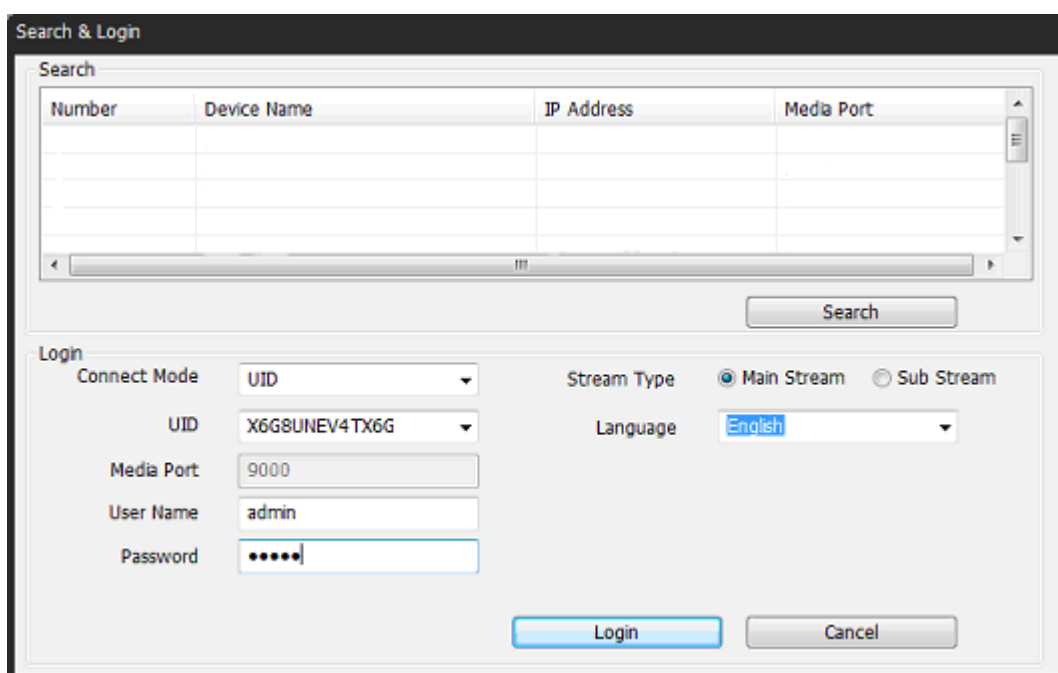 Search & Login
Search
Number Device Name IP Address Media Port
Search
Login
Connect Mode UID Stream Type Main Stream Sub Stream
UID X6G8UNEV4TX6G Language English
Media Port 9000
User Name admin
Password •••••
Login Cancel